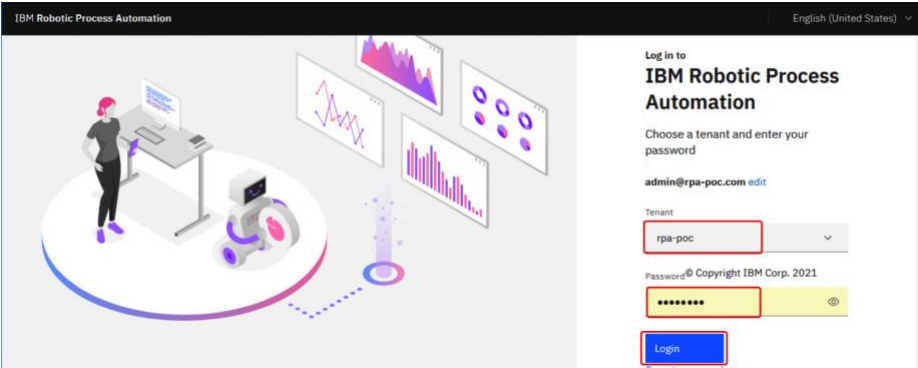 IBM Robotic Process Automation
English (United States)
Log in to
IBM Robotic Process
Automation
Choose a tenant and enter your
password
admin@rpa-poc.com edit
Tenant
rpa-poc
Password© Copyright IBM Corp. 2021
••••••••
Login